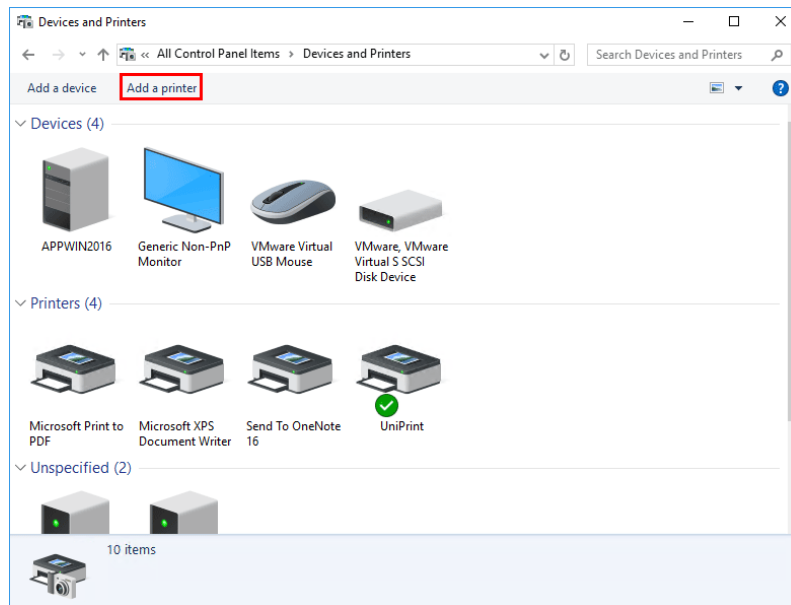 Devices and Printers
« All Control Panel Items > Devices and Printers
Search Devices and Printers
Add a device
Add a printer
Devices (4)
APPWIN2016
Generic Non-PnP
Monitor
VMware Virtual
USB Mouse
VMware, VMware
Virtual S SCSI
Disk Device
Printers (4)
Microsoft Print to
PDF
Microsoft XPS
Document Writer
Send To OneNote
16
UniPrint
Unspecified (2)
10 items